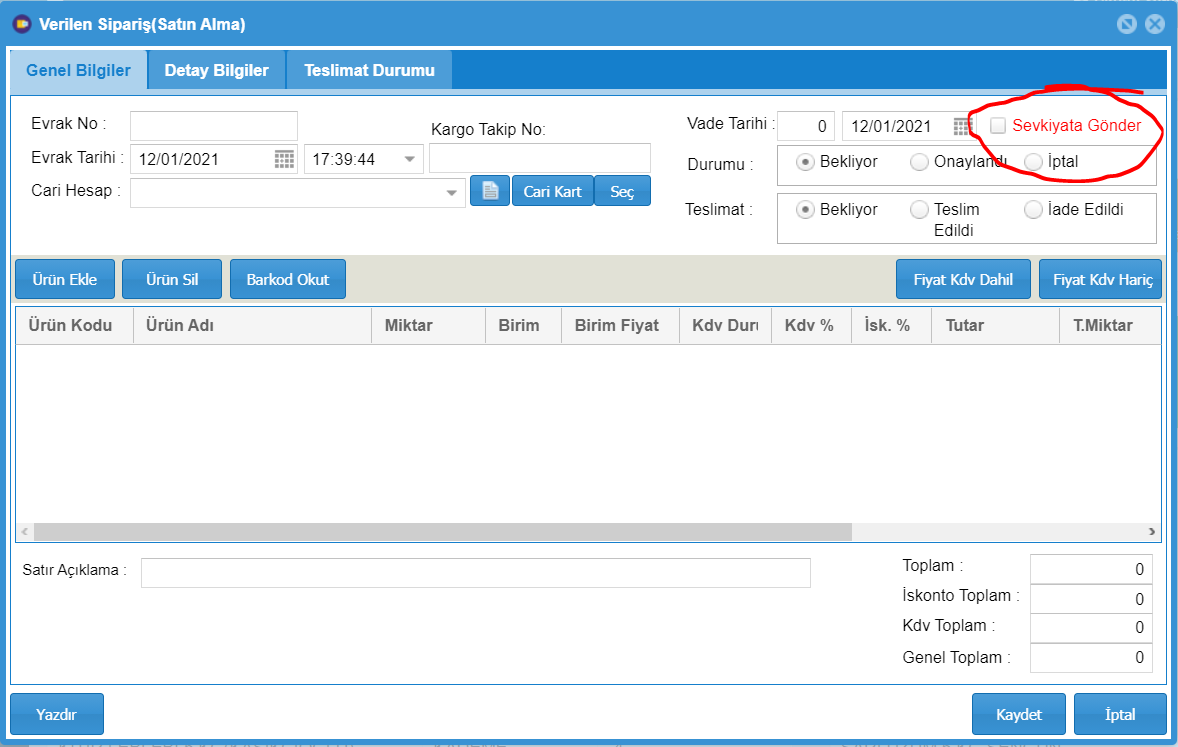 Verilen Sipariş(Satın Alma)
Genel Bilgiler Detay Bilgiler Teslimat Durumu
Evrak No :
Kargo Takip No:
Vade Tarihi : 0 12/01/2021 Sevkiyata Gönder
Evrak Tarihi : 12/01/2021 17:39:44
Durumu : Bekliyor Onaylandı İptal
Cari Hesap : Cari Kart Seç
Teslimat : Bekliyor Teslim Edildi İade Edildi
Ürün Ekle Ürün Sil Barkod Okut Fiyat Kdv Dahil Fiyat Kdv Hariç
Ürün Kodu Ürün Adı Miktar Birim Birim Fiyat Kdv Duru Kdv % İsk. % Tutar T.Miktar
Satır Açıklama :
Toplam : 0
İskonto Toplam : 0
Kdv Toplam : 0
Genel Toplam : 0
Yazdır Kaydet İptal